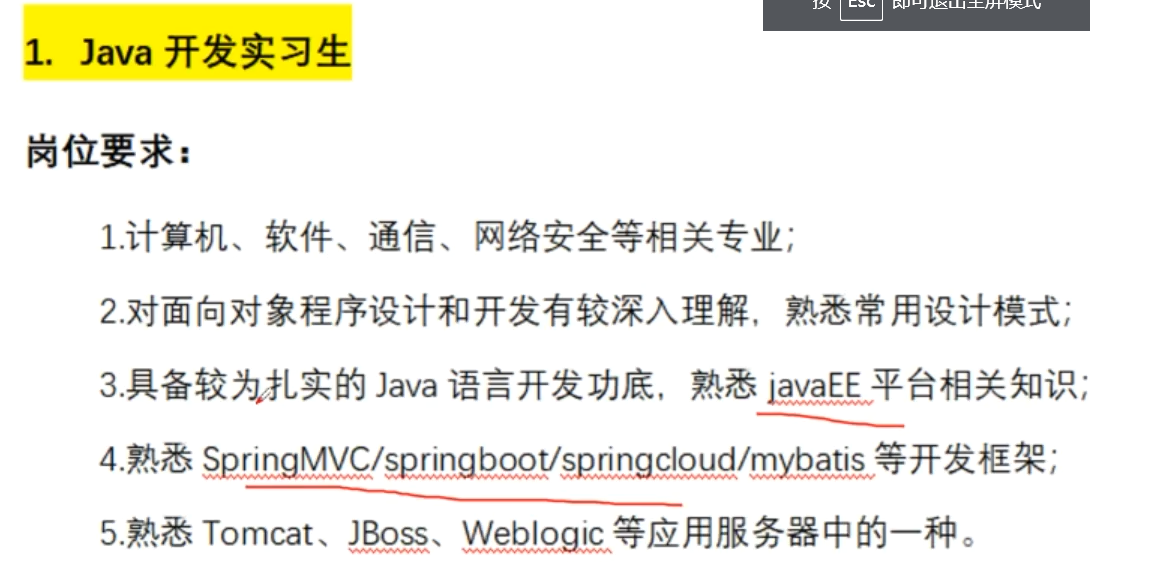 按 Esc 即可退出全屏模式
1. Java 开发实习生
岗位要求：
1.计算机、软件、通信、网络安全等相关专业；
2.对面向对象程序设计和开发有较深入理解，熟悉常用设计模式；
3.具备较为扎实的 Java 语言开发功底，熟悉 javaEE 平台相关知识；
4.熟悉 SpringMVC/springboot/springcloud/mybatis 等开发框架；
5.熟悉 Tomcat、JBoss、Weblogic 等应用服务器中的一种。